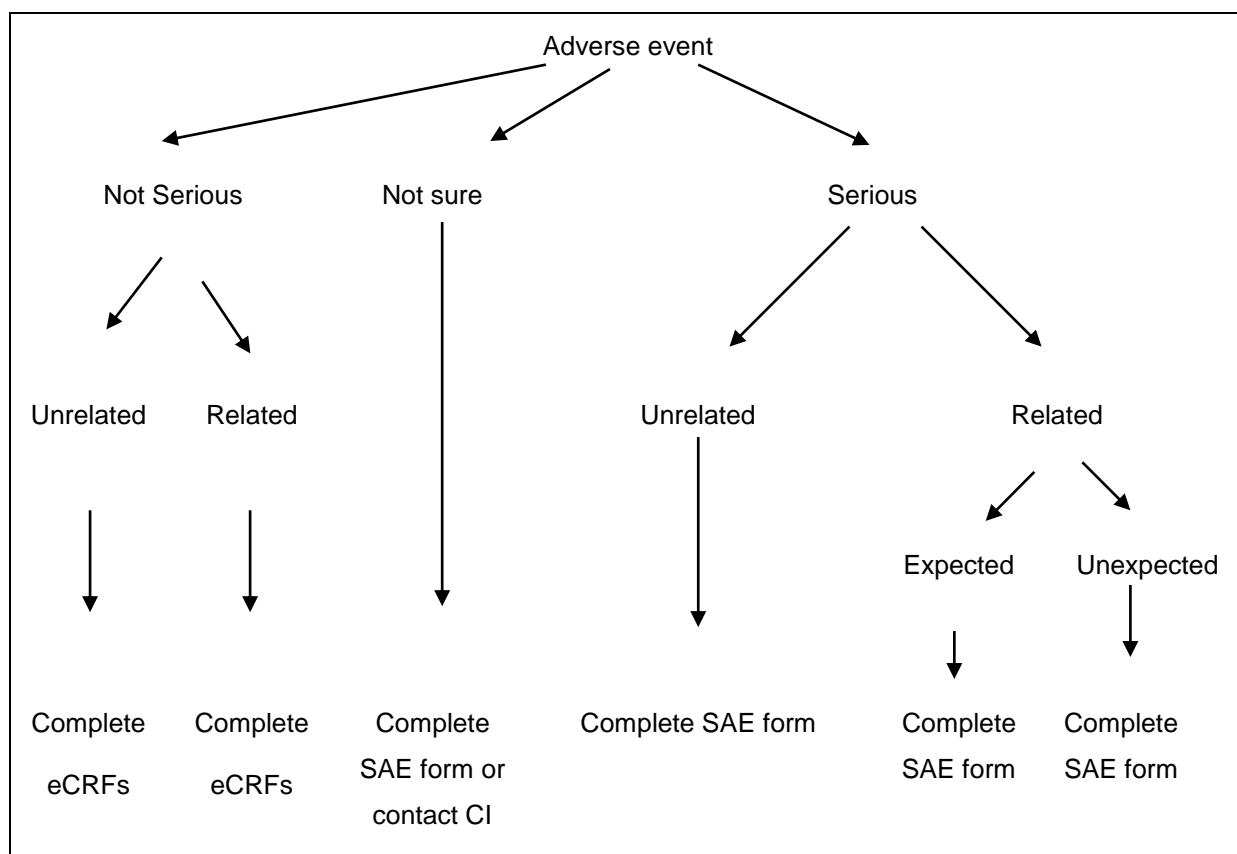 Adverse event
Not Serious
Not sure
Serious
Unrelated
Related
Unrelated
Related
Expected
Unexpected
Complete
eCRFs
Complete
eCRFs
Complete
SAE form or
contact CI
Complete SAE form
Complete
SAE form
Complete
SAE form